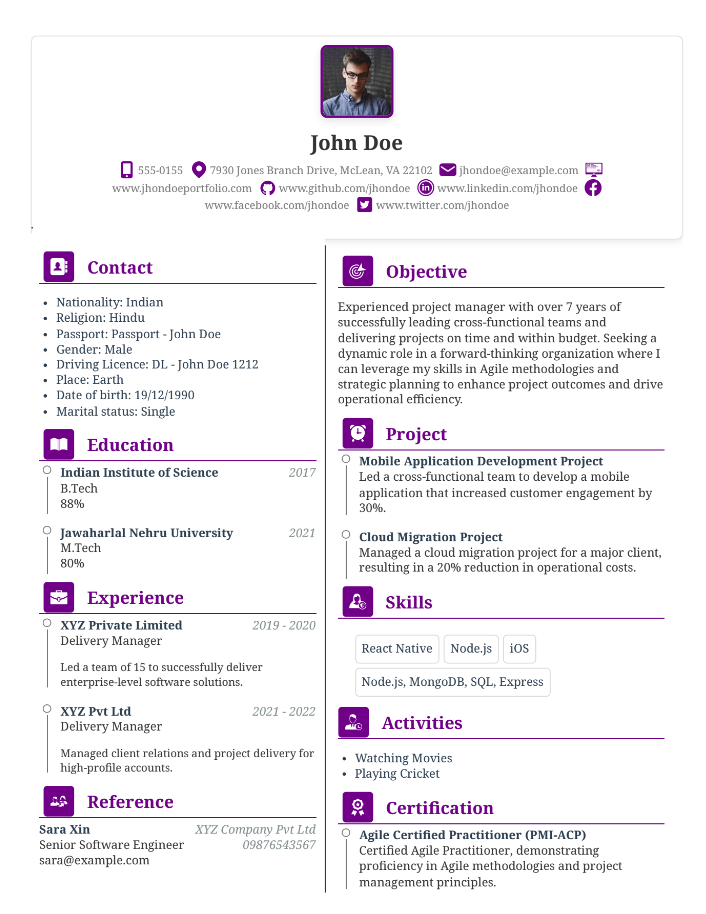 John Doe
555-0155 7930 Jones Branch Drive, McLean, VA 22102 jhondoe@example.com
www.jhondoeportfolio.com www.github.com/jhondoe www.linkedin.com/jhondoe
www.facebook.com/jhondoe www.twitter.com/jhondoe
,
Contact
• Nationality: Indian
• Religion: Hindu
• Passport: Passport - John Doe
• Gender: Male
• Driving Licence: DL - John Doe 1212
• Place: Earth
• Date of birth: 19/12/1990
• Marital status: Single
Education
Indian Institute of Science 2017
B.Tech
88%
Jawaharlal Nehru University 2021
M.Tech
80%
Experience
XYZ Private Limited 2019 - 2020
Delivery Manager
Led a team of 15 to successfully deliver
enterprise-level software solutions.
XYZ Pvt Ltd 2021 - 2022
Delivery Manager
Managed client relations and project delivery for
high-profile accounts.
Reference
Sara Xin XYZ Company Pvt Ltd
Senior Software Engineer 09876543567
sara@example.com
Objective
Experienced project manager with over 7 years of
successfully leading cross-functional teams and
delivering projects on time and within budget. Seeking a
dynamic role in a forward-thinking organization where I
can leverage my skills in Agile methodologies and
strategic planning to enhance project outcomes and drive
operational efficiency.
Project
Mobile Application Development Project
Led a cross-functional team to develop a mobile
application that increased customer engagement by
30%.
Cloud Migration Project
Managed a cloud migration project for a major client,
resulting in a 20% reduction in operational costs.
Skills
React Native Node.js iOS
Node.js, MongoDB, SQL, Express
Activities
• Watching Movies
• Playing Cricket
Certification
Agile Certified Practitioner (PMI-ACP)
Certified Agile Practitioner, demonstrating
proficiency in Agile methodologies and project
management principles.